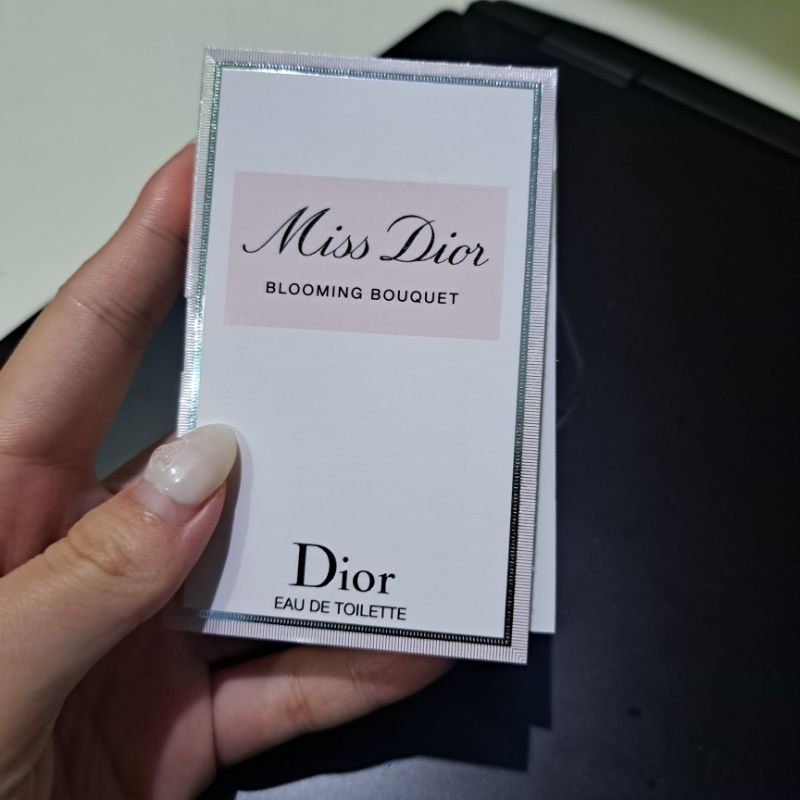 Miss Dior
BLOOMING BOUQUET
Dior
EAU DE TOILETTE